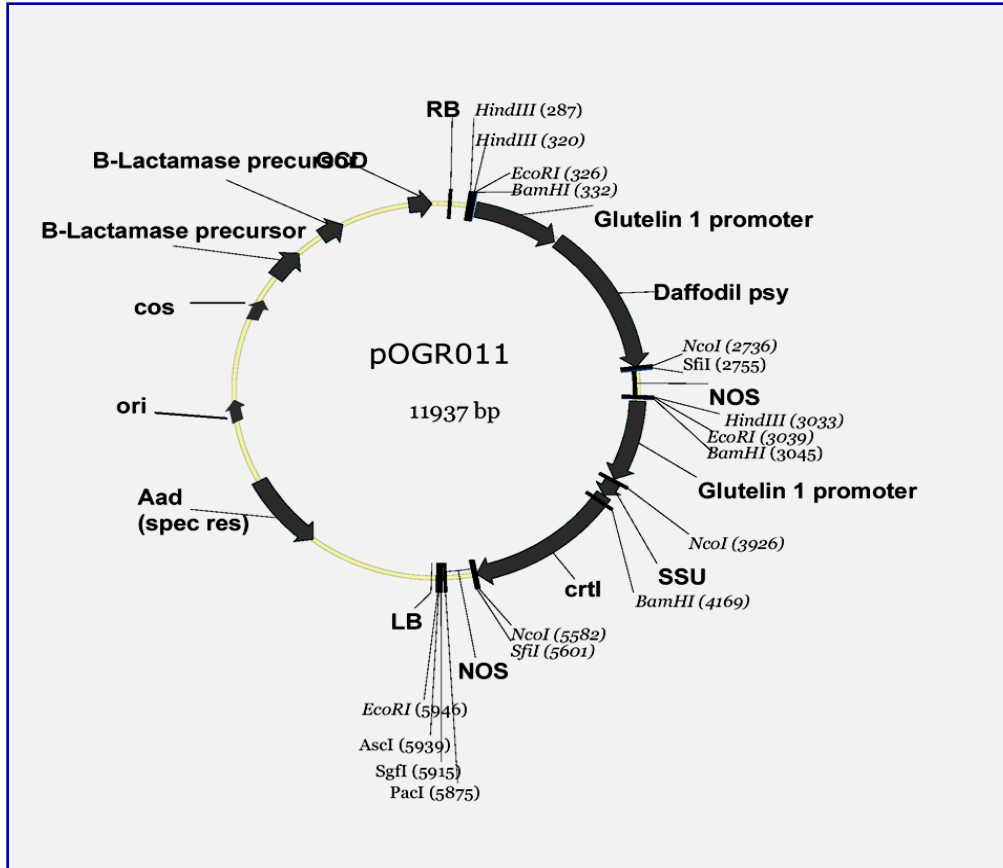 RB
HindIII (287)
HindIII (320)
EcoRI (326)
BamHI (332)
Glutelin 1 promoter
Daffodil psy
NcoI (2736)
SfiI (2755)
NOS
HindIII (3033)
EcoRI (3039)
BamHI (3045)
Glutelin 1 promoter
NcoI (3926)
SSU
BamHI (4169)
crtI
NcoI (5582)
SfiI (5601)
NOS
LB
EcoRI (5946)
AscI (5939)
SgfI (5915)
PacI (5875)
Aad
(spec res)
ori
cos
B-Lactamase precursor
B-Lactamase precursor
pOGR011
11937 bp